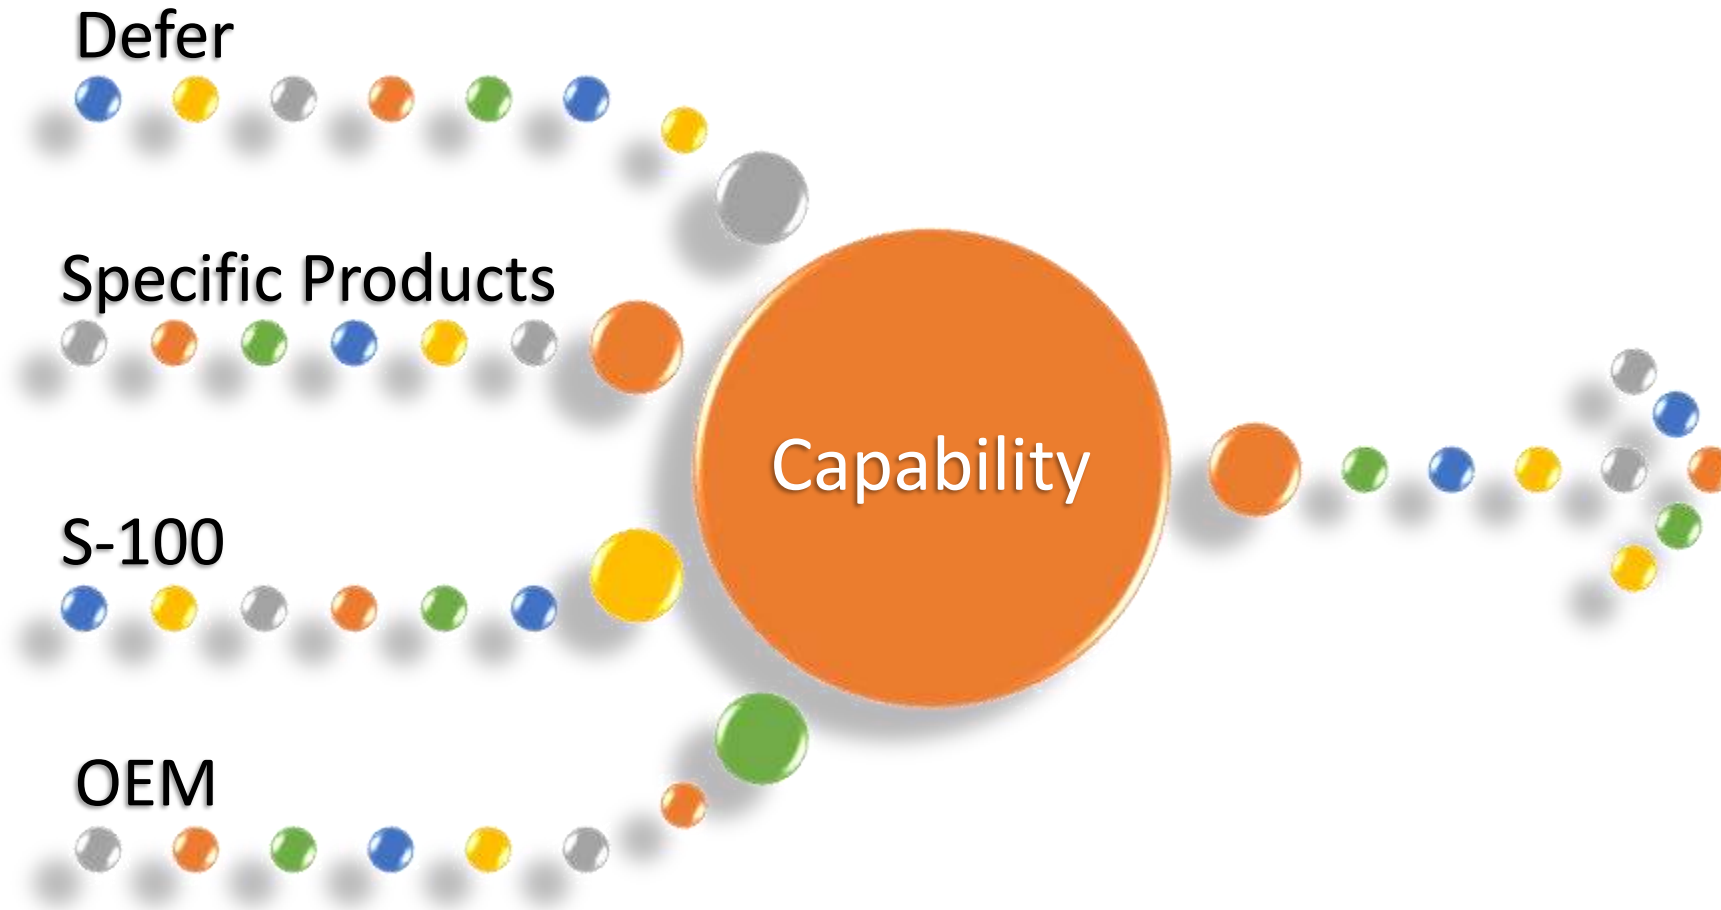 Defer
Specific Products
Capability
S-100
OEM